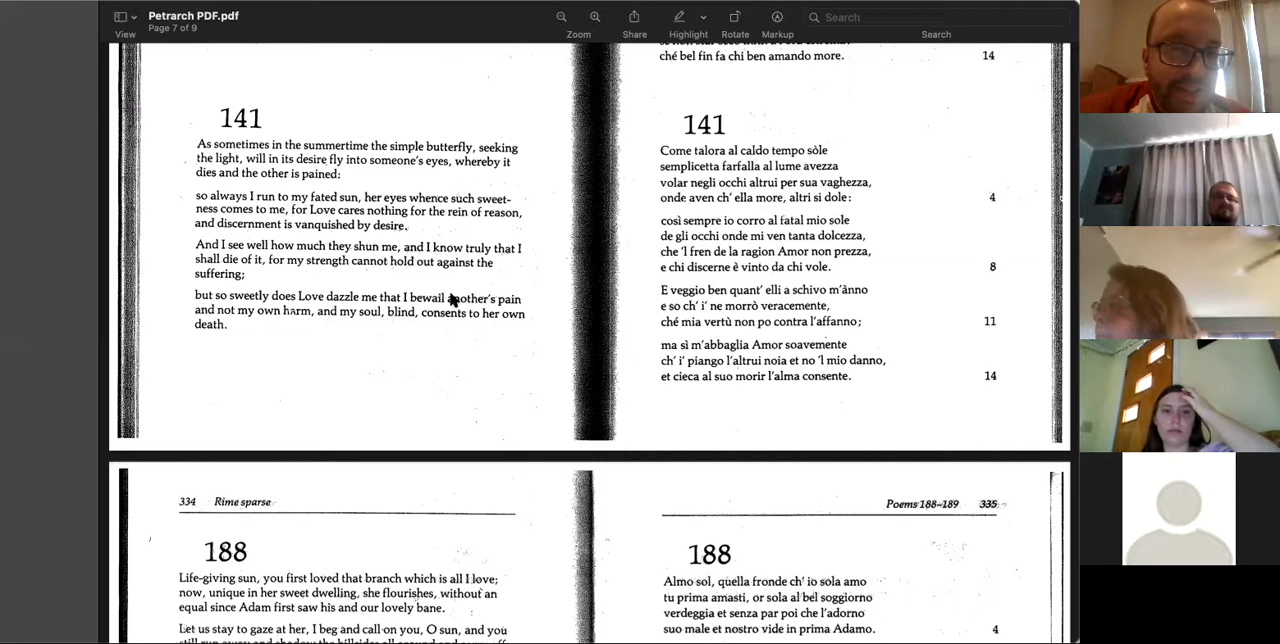 Petrarch PDF.pdf
Page 7 of 9
View
Zoom
Share
Highlight
Rotate
Markup
Search
Search
141
As sometimes in the summertime the simple butterfly, seeking
the light, will in its desire fly into someone's eyes, whereby it
dies and the other is pained:
so always I run to my fated sun, her eyes whence such sweet-
ness comes to me, for Love cares nothing for the rein of reason,
and discernment is vanquished by desire.
And I see well how much they shun me, and I know truly that I
shall die of it, for my strength cannot hold out against the
suffering;
but so sweetly does Love dazzle me that I bewail another's pain
and not my own harm, and my soul, blind, consents to her own
death.
ché bel fin fa chi ben amando more. 14
141
Come talora al caldo tempo sòle
semplicetta farfalla al lume avezza
volar negli occhi altrui per sua vaghezza,
onde aven ch' ella more, altri si dole: 4
così sempre io corro al fatal mio sole
de gli occhi onde mi ven tanta dolcezza,
che 'l fren de la ragion Amor non prezza,
e chi discerne è vinto da chi vole. 8
E veggio ben quant' elli a schivo m'ànno
e so ch' i' ne morrò veracemente,
ché mia vertù non po contra l'affanno; 11
ma sì m'abbaglia Amor soavemente
ch' i' piango l'altrui noia et no 'l mio danno,
et cieca al suo morir l'alma consente. 14
334 Rime sparse
188
Life-giving sun, you first loved that branch which is all I love;
now, unique in her sweet dwelling, she flourishes, without an
equal since Adam first saw his and our lovely bane.
Let us stay to gaze at her, I beg and call on you, O sun, and you
Poems 188–189 335
188
Almo sol, quella fronde ch' io sola amo
tu prima amasti, or sola al bel soggiorno
verdeggia et senza par poi che l'adorno
suo male et nostro vide in prima Adamo. 4